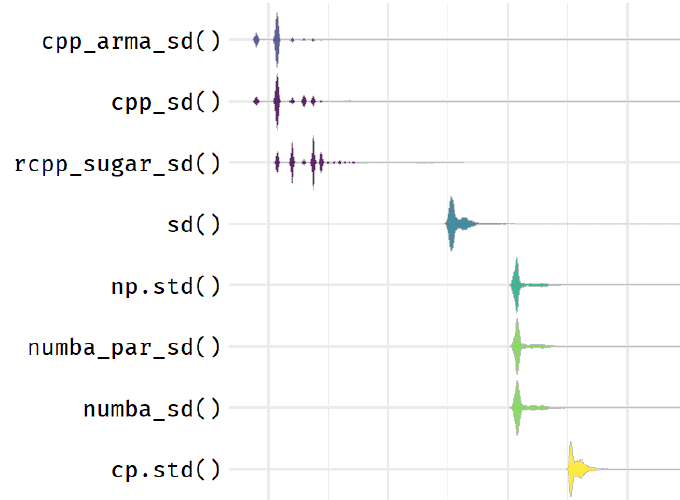 cpp_arma_sd()
cpp_sd()
rcpp_sugar_sd()
sd()
np.std()
numba_par_sd()
numba_sd()
cp.std()